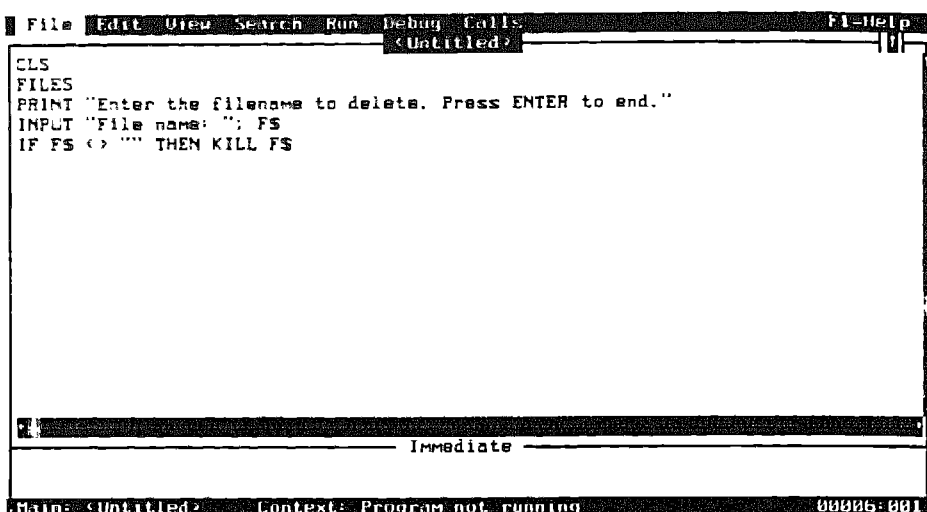 File Edit View Search Run Debug Calls F1=Help
<Untitled>
CLS
FILES
PRINT "Enter the filename to delete. Press ENTER to end."
INPUT "File name: "; F$
IF F$ <> "" THEN KILL F$
Immediate
Main: <Untitled> Context: Program not running 00006:001